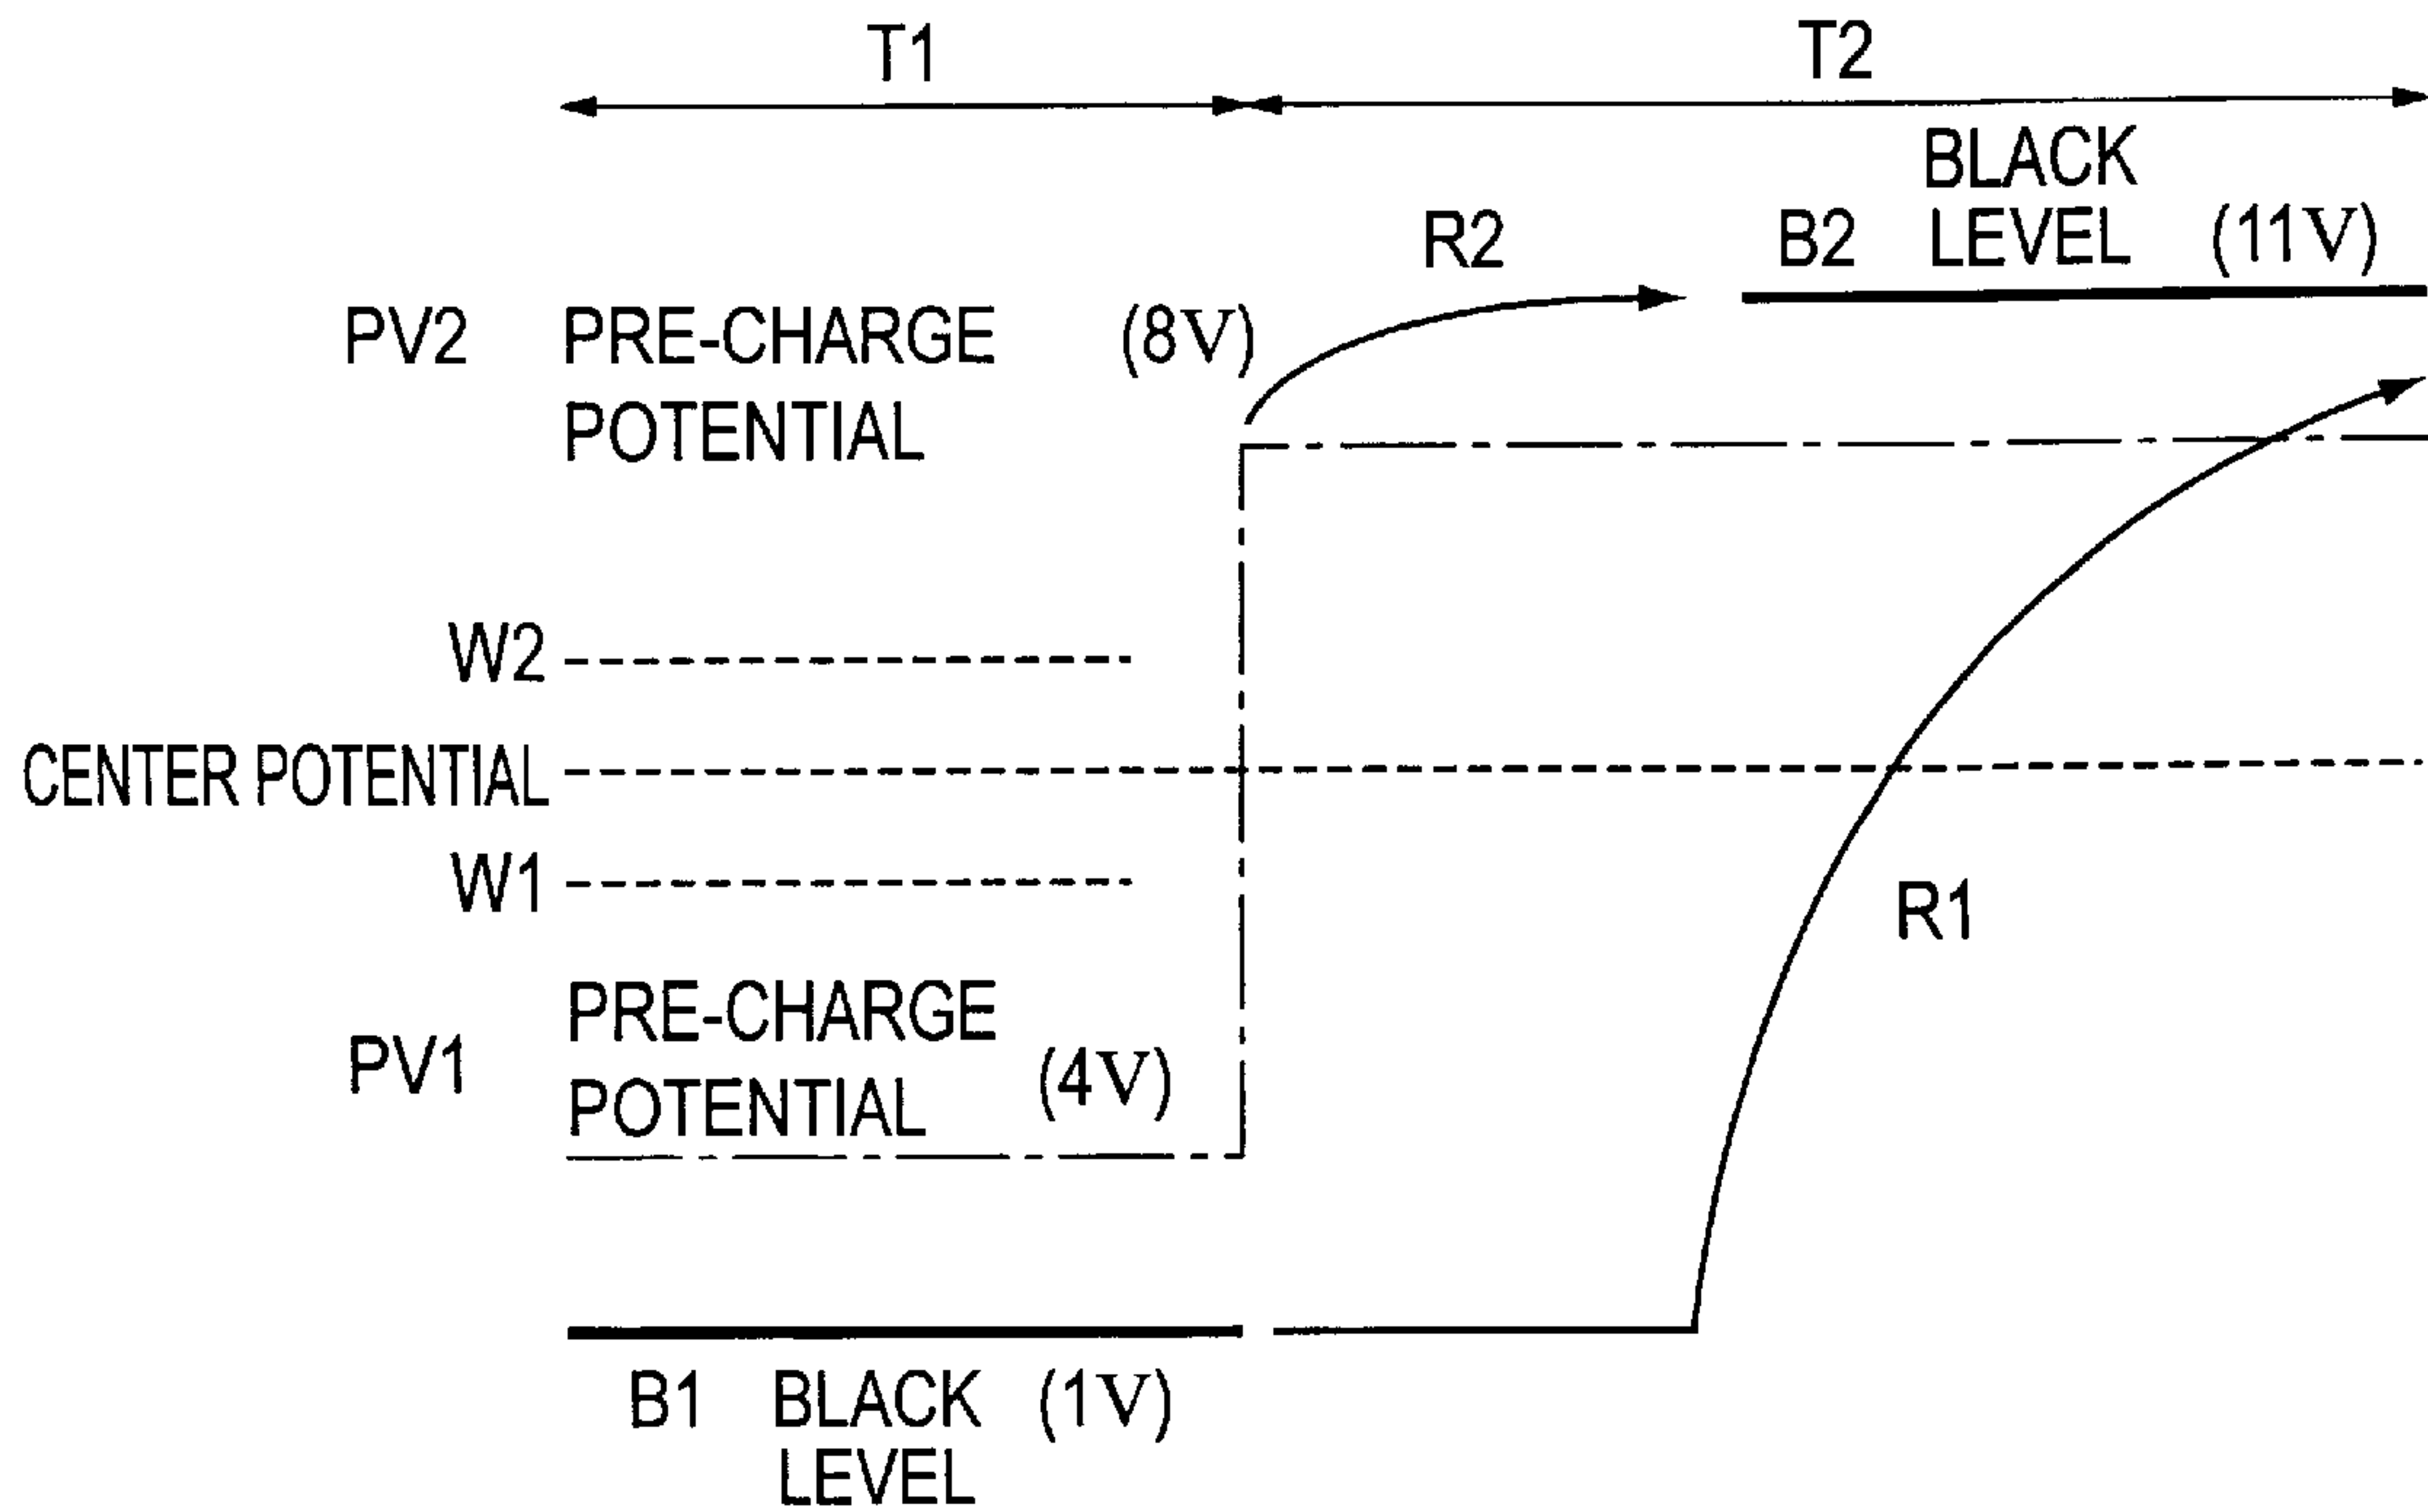 T1 T2
BLACK
R2 B2 LEVEL (11V)
PV2 PRE-CHARGE (8V)
POTENTIAL
W2
CENTER POTENTIAL
W1
R1
PRE-CHARGE
PV1 (4V)
POTENTIAL
B1 BLACK (1V)
LEVEL